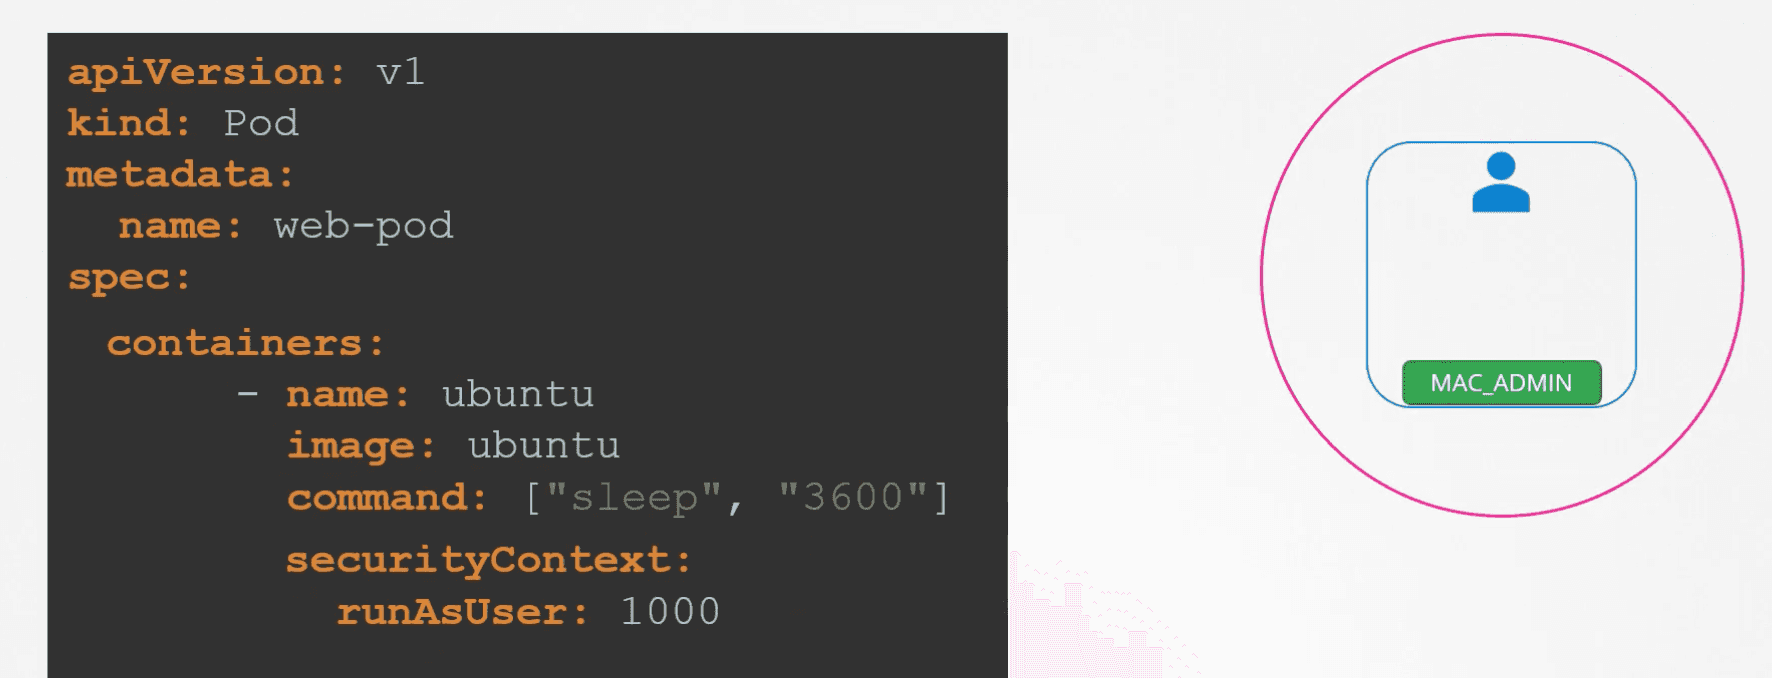 apiVersion: v1
kind: Pod
metadata:
  name: web-pod
spec:
  containers:
      - name: ubuntu
        image: ubuntu
        command: ["sleep", "3600"]
        securityContext:
          runAsUser: 1000
MAC_ADMIN